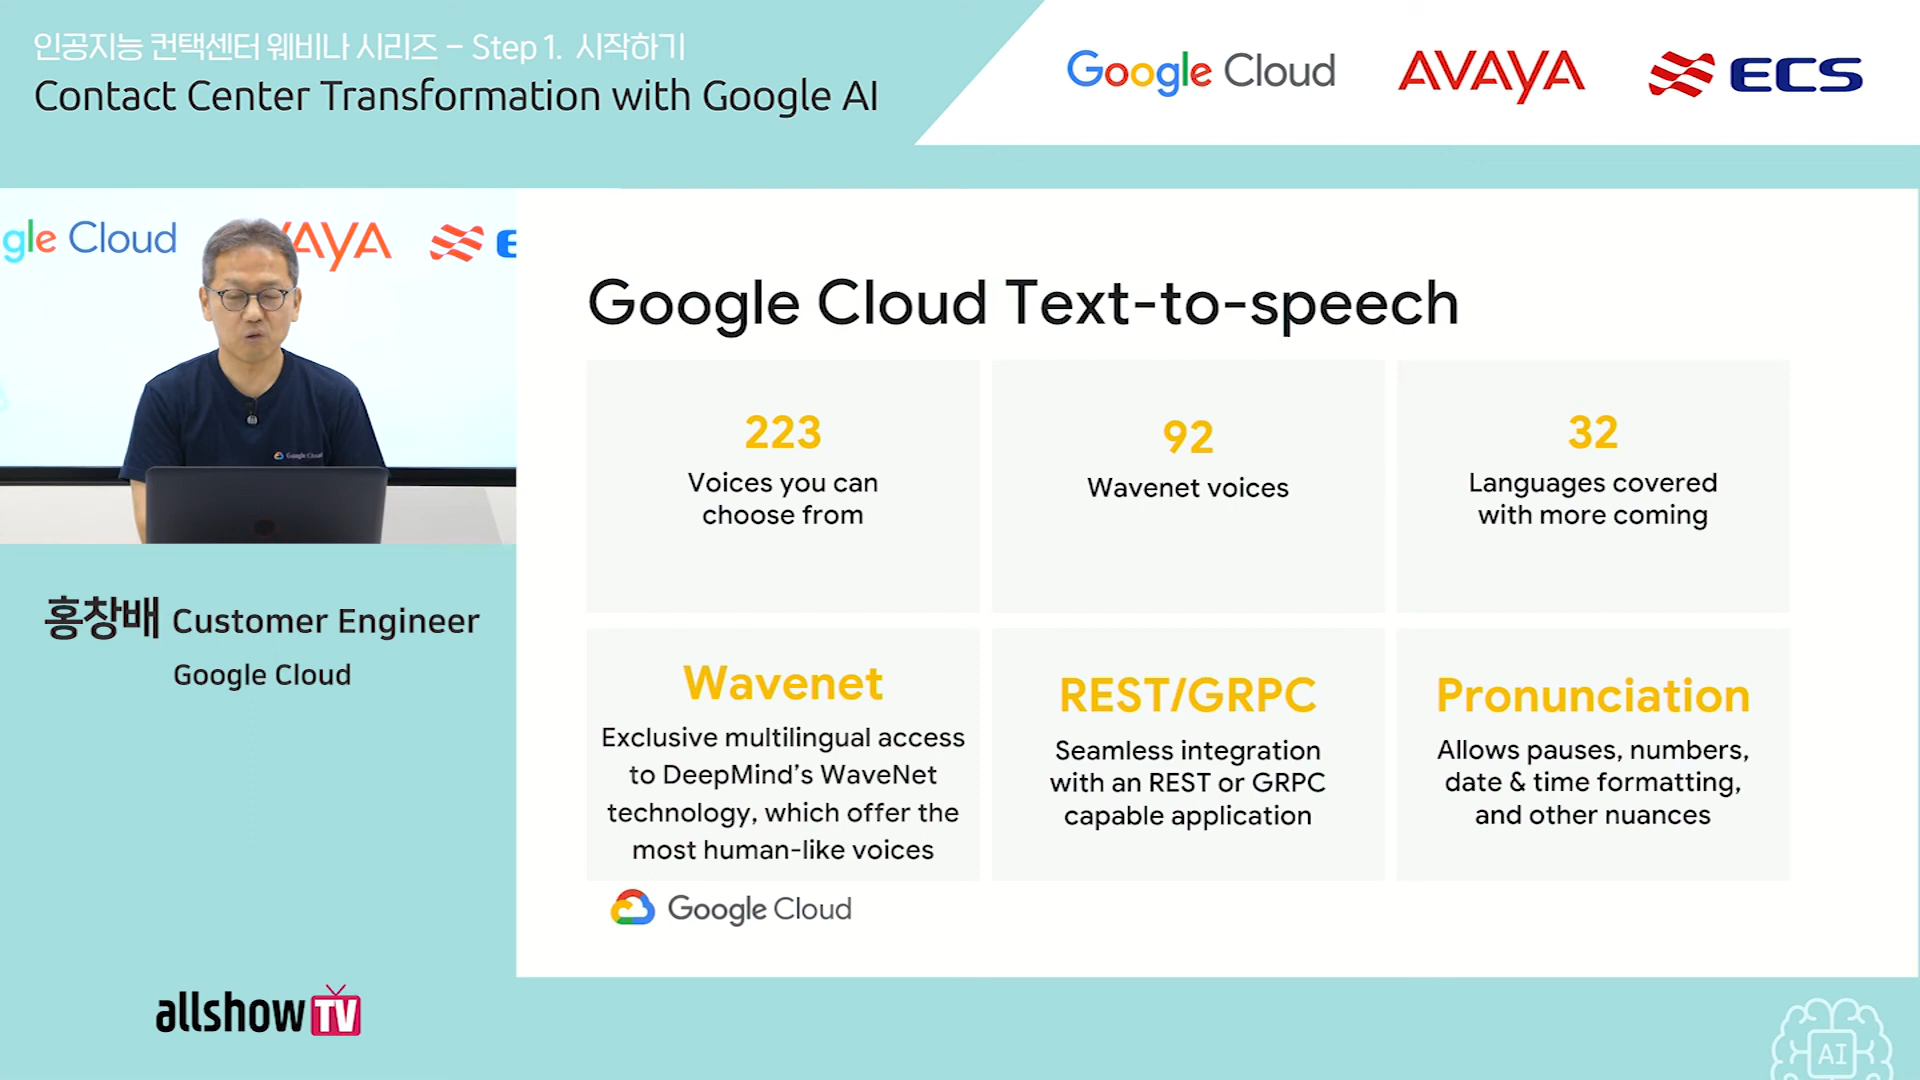 인공지능 컨택센터 웨비나 시리즈 – Step 1. 시작하기
Contact Center Transformation with Google AI
Google Cloud
AVAYA
ECS
gle Cloud
AYA
E
Google Cloud
홍창배 Customer Engineer
Google Cloud
allshowTV
Google Cloud Text-to-speech
223
Voices you can
choose from
92
Wavenet voices
32
Languages covered
with more coming
Wavenet
Exclusive multilingual access
to DeepMind’s WaveNet
technology, which offer the
most human-like voices
REST/GRPC
Seamless integration
with an REST or GRPC
capable application
Pronunciation
Allows pauses, numbers,
date & time formatting,
and other nuances
Google Cloud
AI